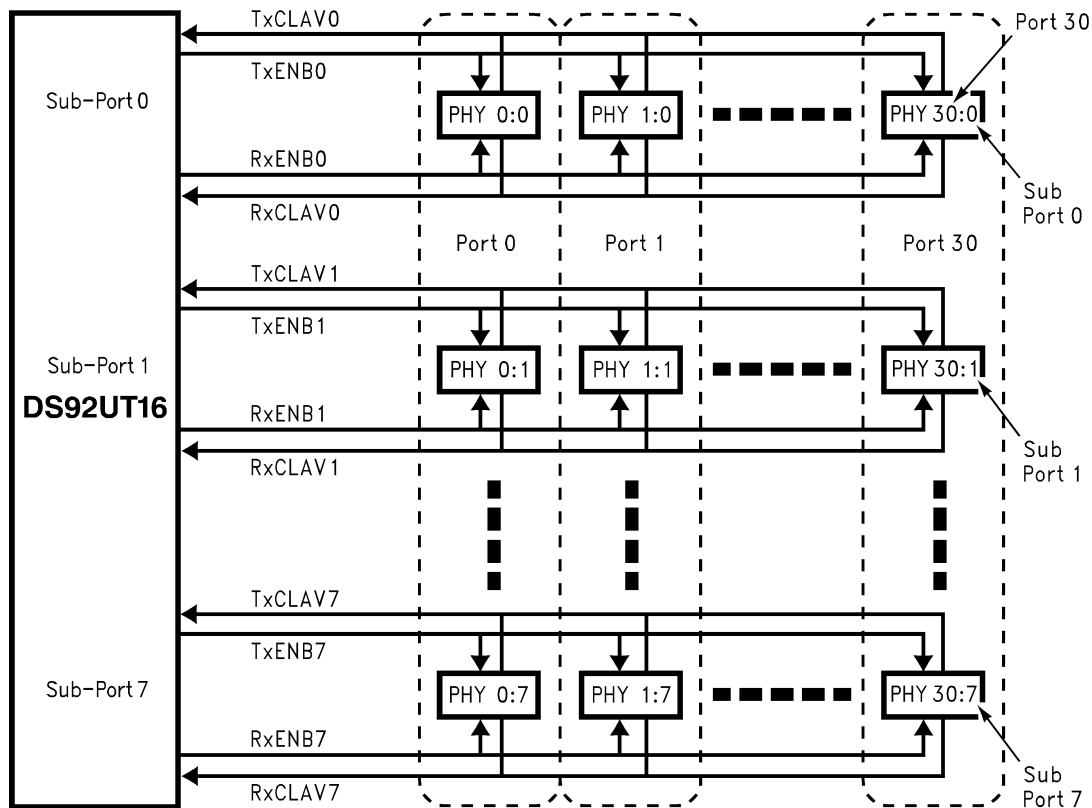 TxCLAV0
Port 30
TxENB0
Sub-Port 0
PHY 0:0
PHY 1:0
PHY 30:0
RxENB0
Sub
Port 0
RxCLAV0
Port 0
Port 1
Port 30
TxCLAV1
TxENB1
Sub-Port 1
PHY 0:1
PHY 1:1
PHY 30:1
DS92UT16
RxENB1
Sub
Port 1
RxCLAV1
TxCLAV7
TxENB7
Sub-Port 7
PHY 0:7
PHY 1:7
PHY 30:7
RxENB7
Sub
Port 7
RxCLAV7